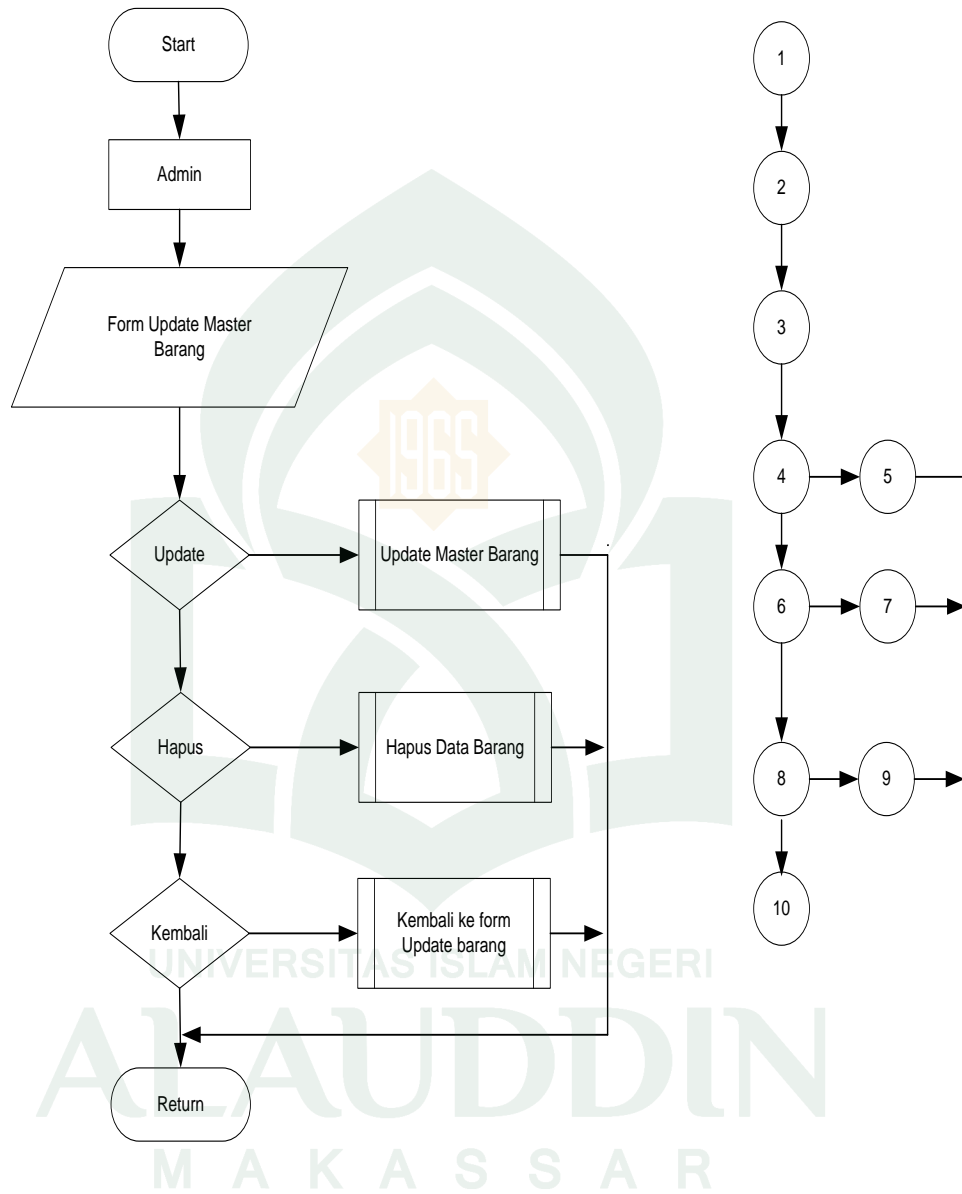 Start
Admin
Form Update Master
Barang
Update
Update Master Barang
Hapus
Hapus Data Barang
Kembali
Kembali ke form
Update barang
Return
1
2
3
4
5
6
7
8
9
10
1965
UNIVERSITAS ISLAM NEGERI
ALAUDDIN
MAKASSAR